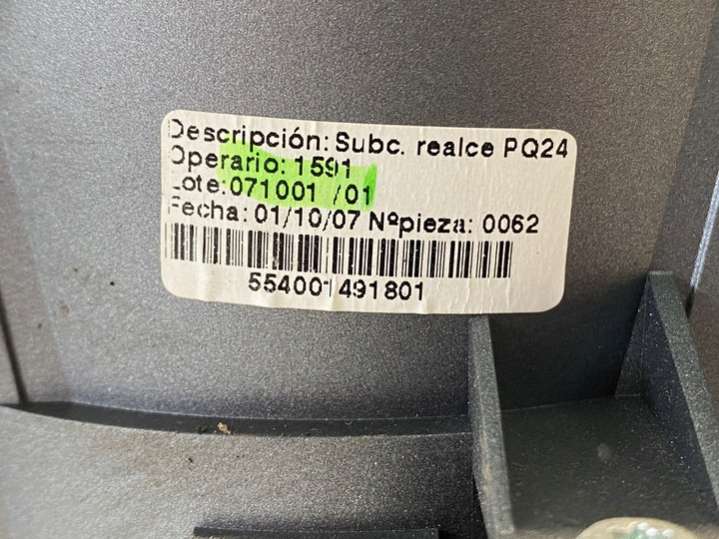 Descripción: Subc. realce PQ24
Operario: 1591
Lote: 071001 /01
Fecha: 01/10/07 Nºpieza: 0062
554001491801